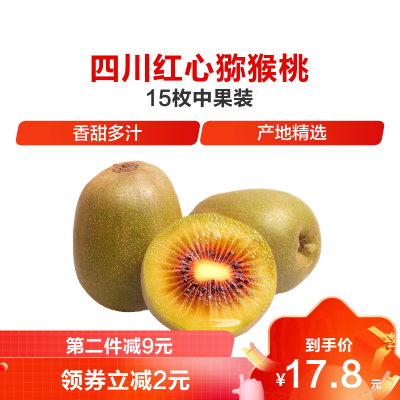 四川红心猕猴桃
15枚中果装
香甜多汁
产地精选
第二件减9元
领券立减2元
到手价
¥17.8元